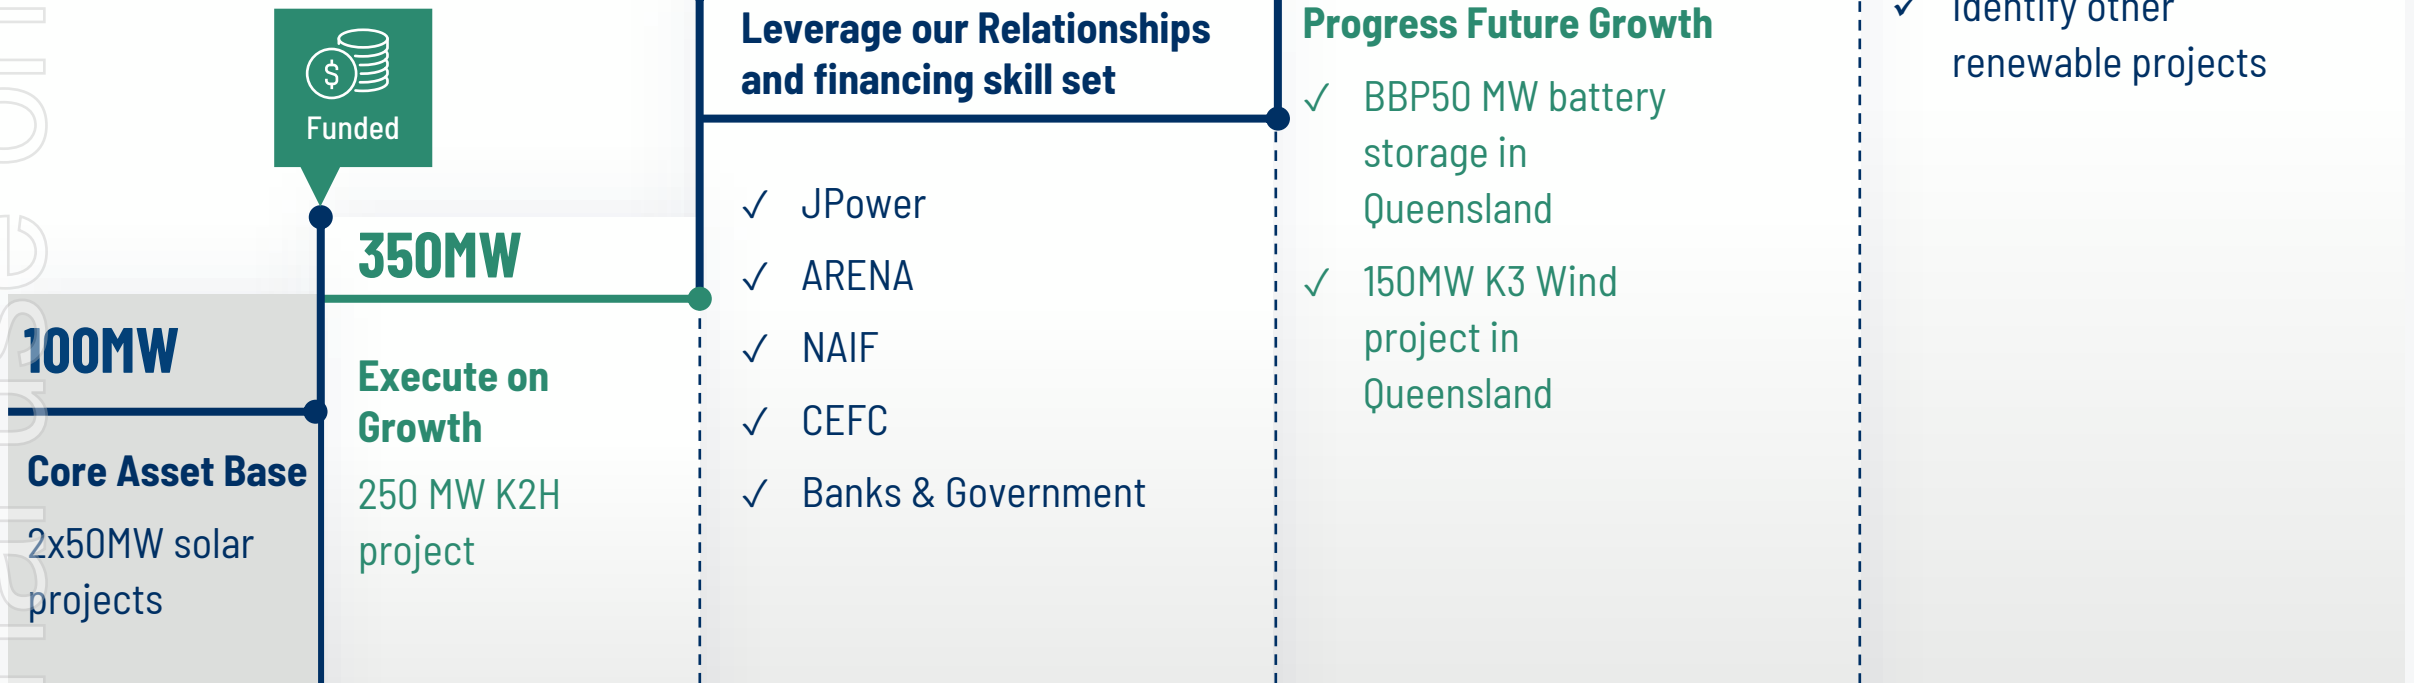 Funded
100MW
Core Asset Base
2x50MW solar
projects
350MW
Execute on
Growth
250 MW K2H
project
Leverage our Relationships
and financing skill set
✓ JPower
✓ ARENA
✓ NAIF
✓ CEFC
✓ Banks & Government
Progress Future Growth
✓ BBP50 MW battery
storage in
Queensland
✓ 150MW K3 Wind
project in
Queensland
✓ Identify other
renewable projects